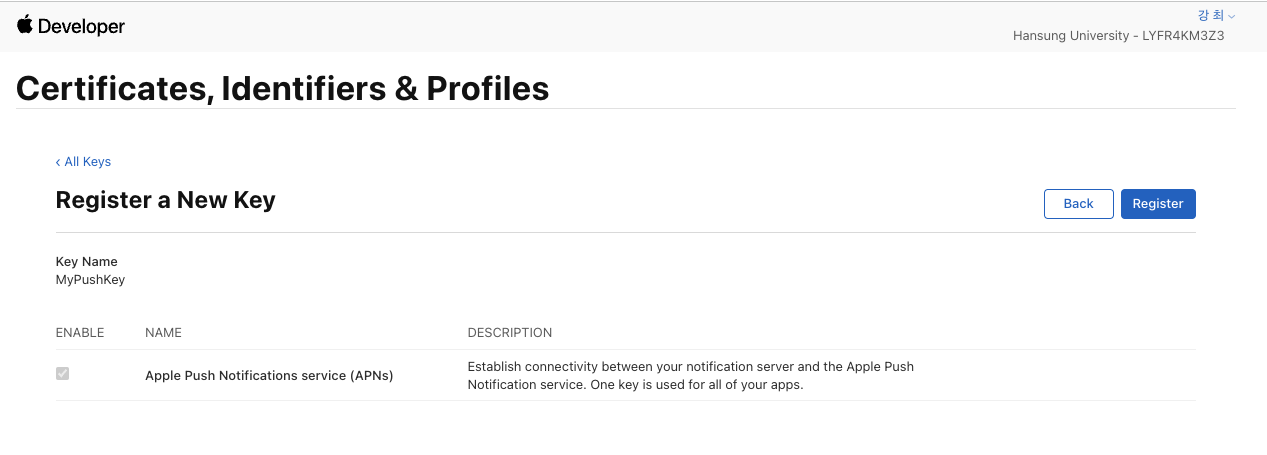 Developer
강 최
Hansung University - LYFR4KM3Z3
Certificates, Identifiers & Profiles
‹ All Keys
Register a New Key
Back
Register
Key Name
MyPushKey
ENABLE NAME DESCRIPTION
Apple Push Notifications service (APNs)
Establish connectivity between your notification server and the Apple Push
Notification service. One key is used for all of your apps.